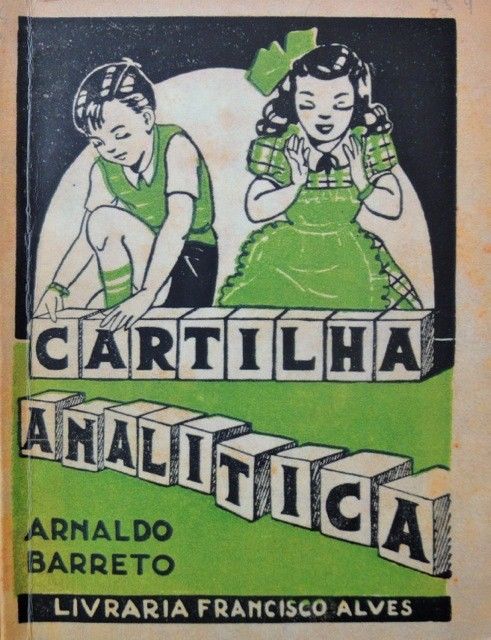 CARTILHA
ANALITICA
ARNALDO
BARRETO
LIVRARIA FRANCISCO ALVES